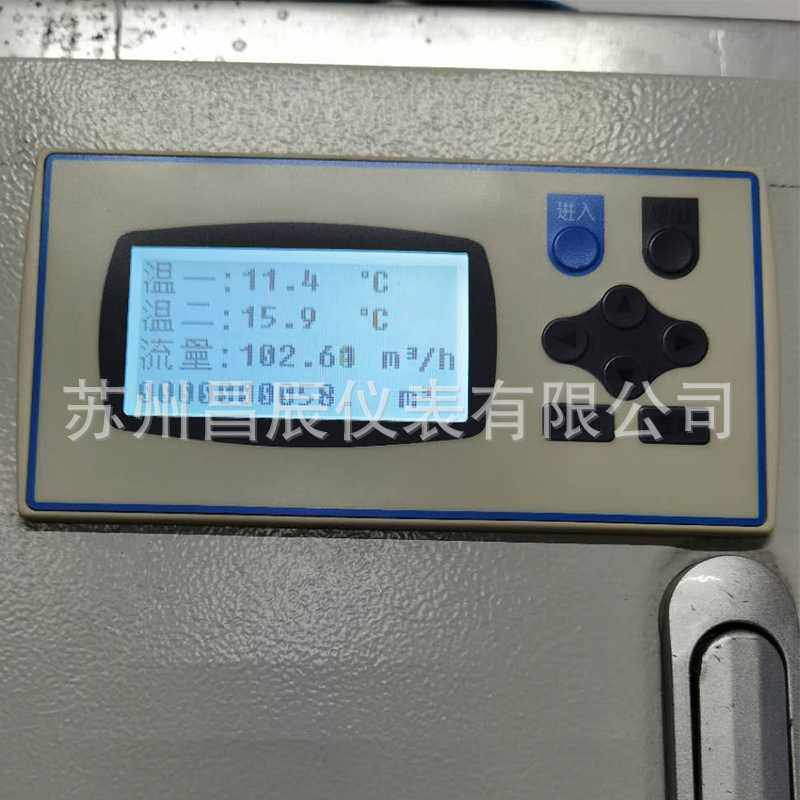 进入
温一:11.4 °C
温二:15.9 °C
流量:102.60 m³/h
m³
苏州昌辰仪表有限公司